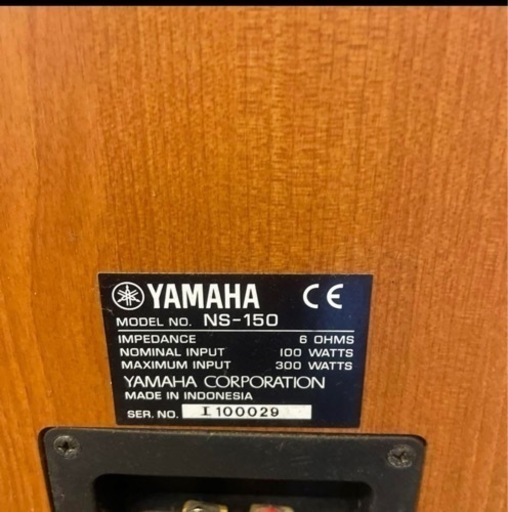 YAMAHA CE
MODEL NO. NS-150
IMPEDANCE 6 OHMS
NOMINAL INPUT 100 WATTS
MAXIMUM INPUT 300 WATTS
YAMAHA CORPORATION
MADE IN INDONESIA
SER. NO. I 100029